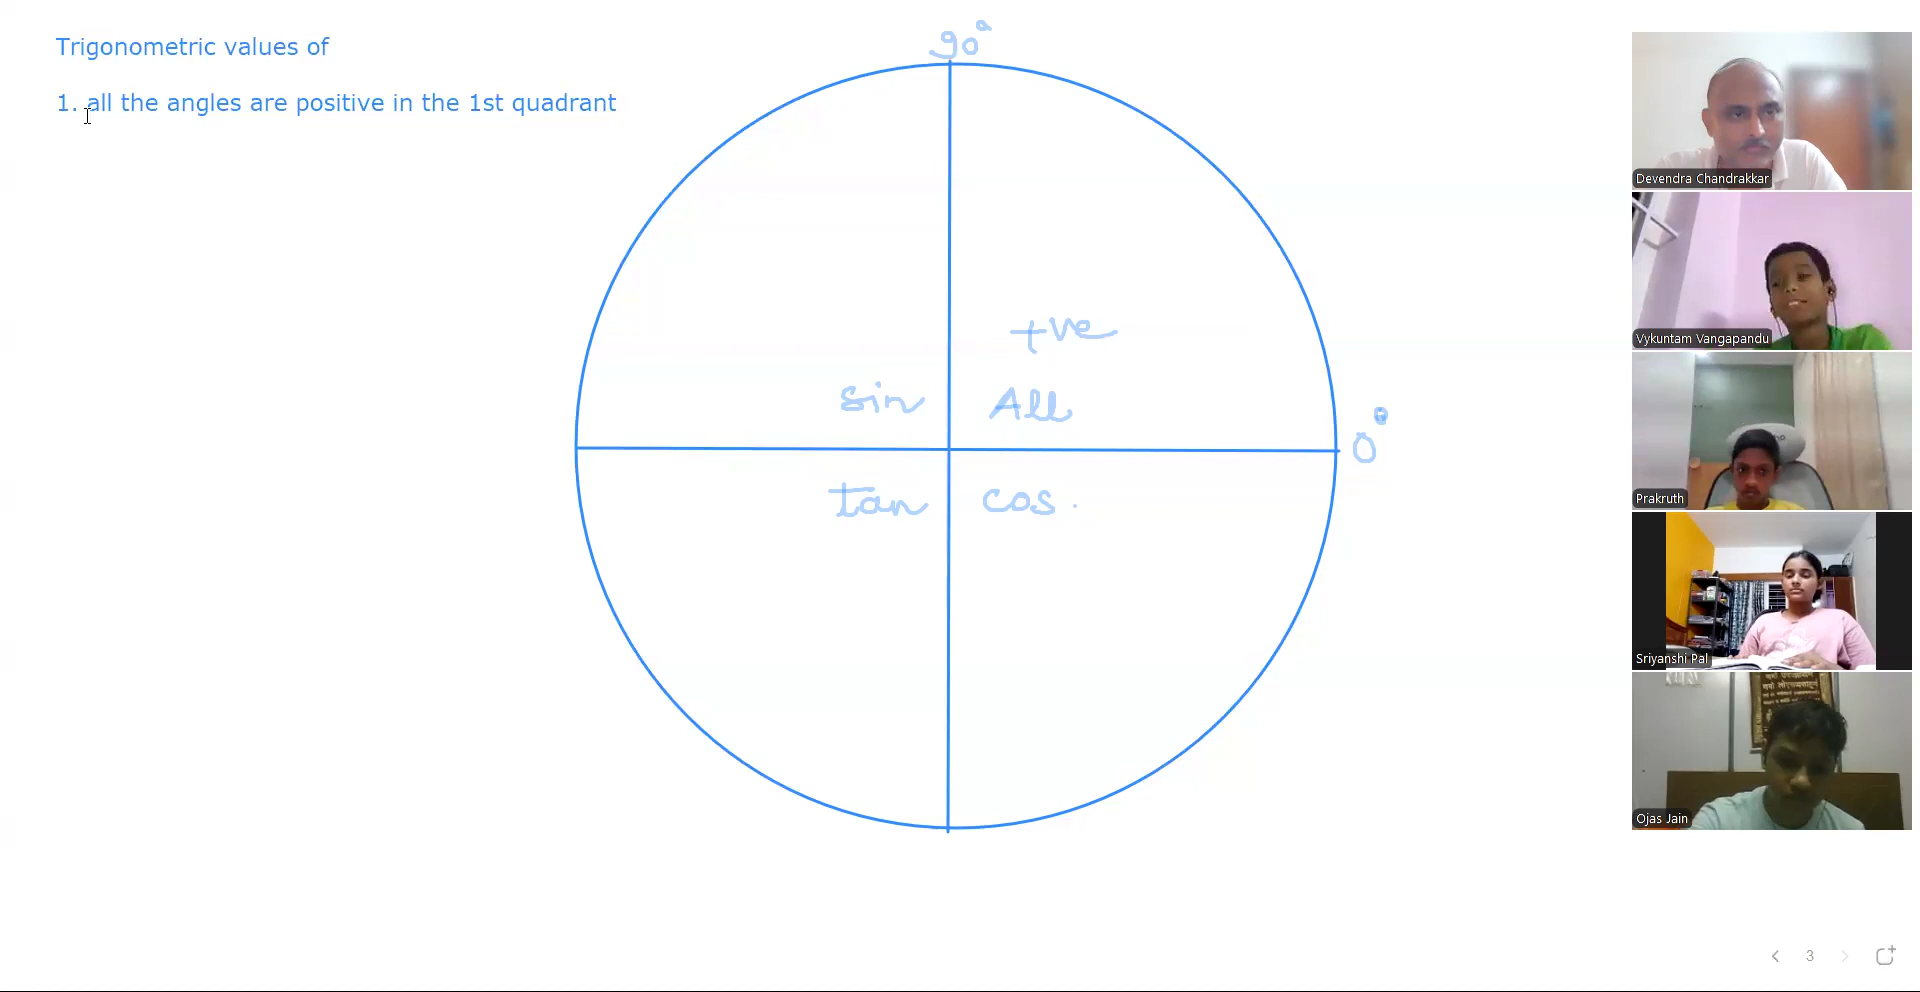 Trigonometric values of
1. all the angles are positive in the 1st quadrant
90°
+ve
sin All
0°
tan cos
Devendra Chandrakkar
Vykuntam Vangapandu
Prakruth
Sriyanshi Pal
Ojas Jain
3